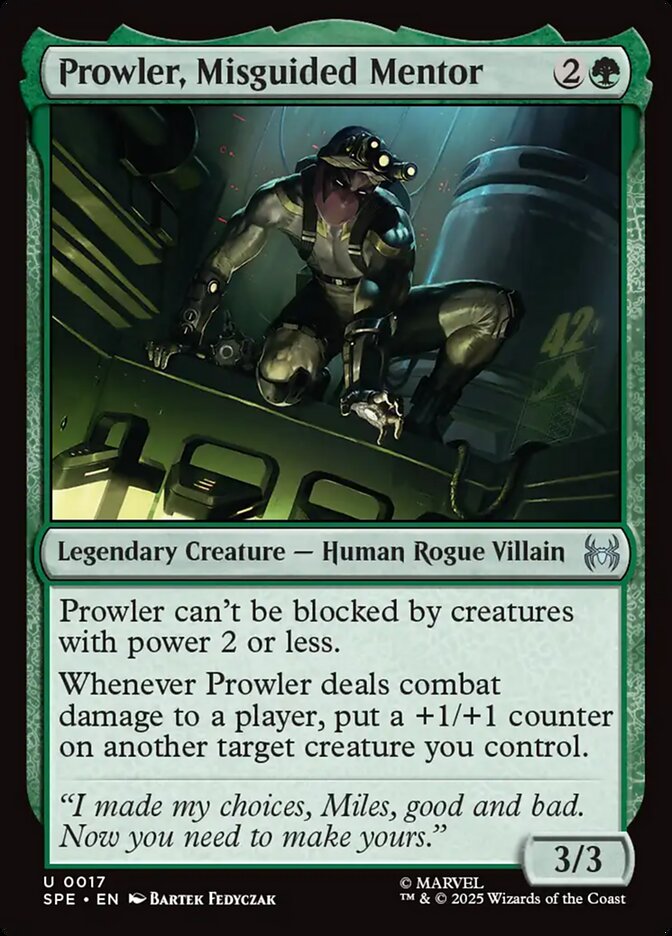 Prowler, Misguided Mentor 2
42
Legendary Creature — Human Rogue Villain
Prowler can't be blocked by creatures
with power 2 or less.
Whenever Prowler deals combat
damage to a player, put a +1/+1 counter
on another target creature you control.
"I made my choices, Miles, good and bad.
Now you need to make yours."
3/3
U 0017
SPE • EN Bartek Fedyczak
© MARVEL
™ & © 2025 Wizards of the Coast